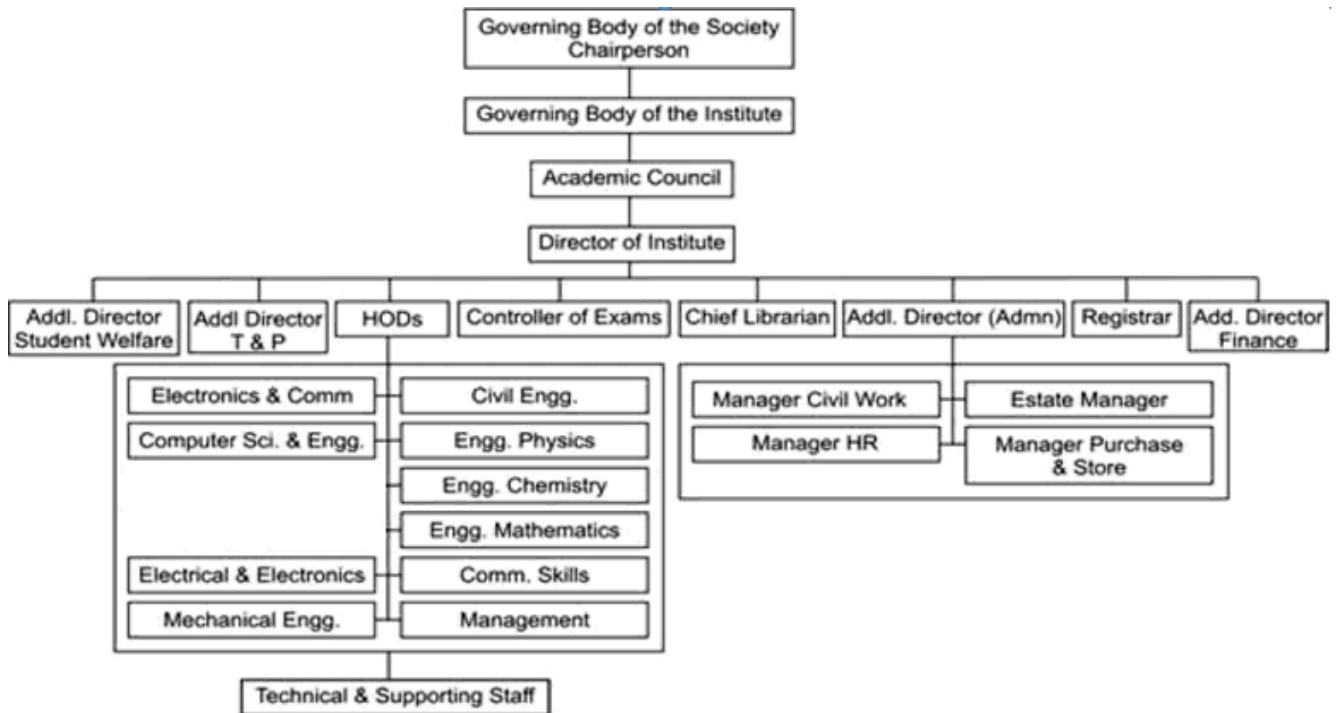 Governing Body of the Society
Chairperson
Governing Body of the Institute
Academic Council
Director of Institute
Addl. Director
Student Welfare
Addl Director
T & P
HODs
Controller of Exams
Chief Librarian
Addl. Director (Admn)
Registrar
Add. Director
Finance
Electronics & Comm
Civil Engg.
Computer Sci. & Engg.
Engg. Physics
Engg. Chemistry
Engg. Mathematics
Electrical & Electronics
Comm. Skills
Mechanical Engg.
Management
Manager Civil Work
Estate Manager
Manager HR
Manager Purchase
& Store
Technical & Supporting Staff